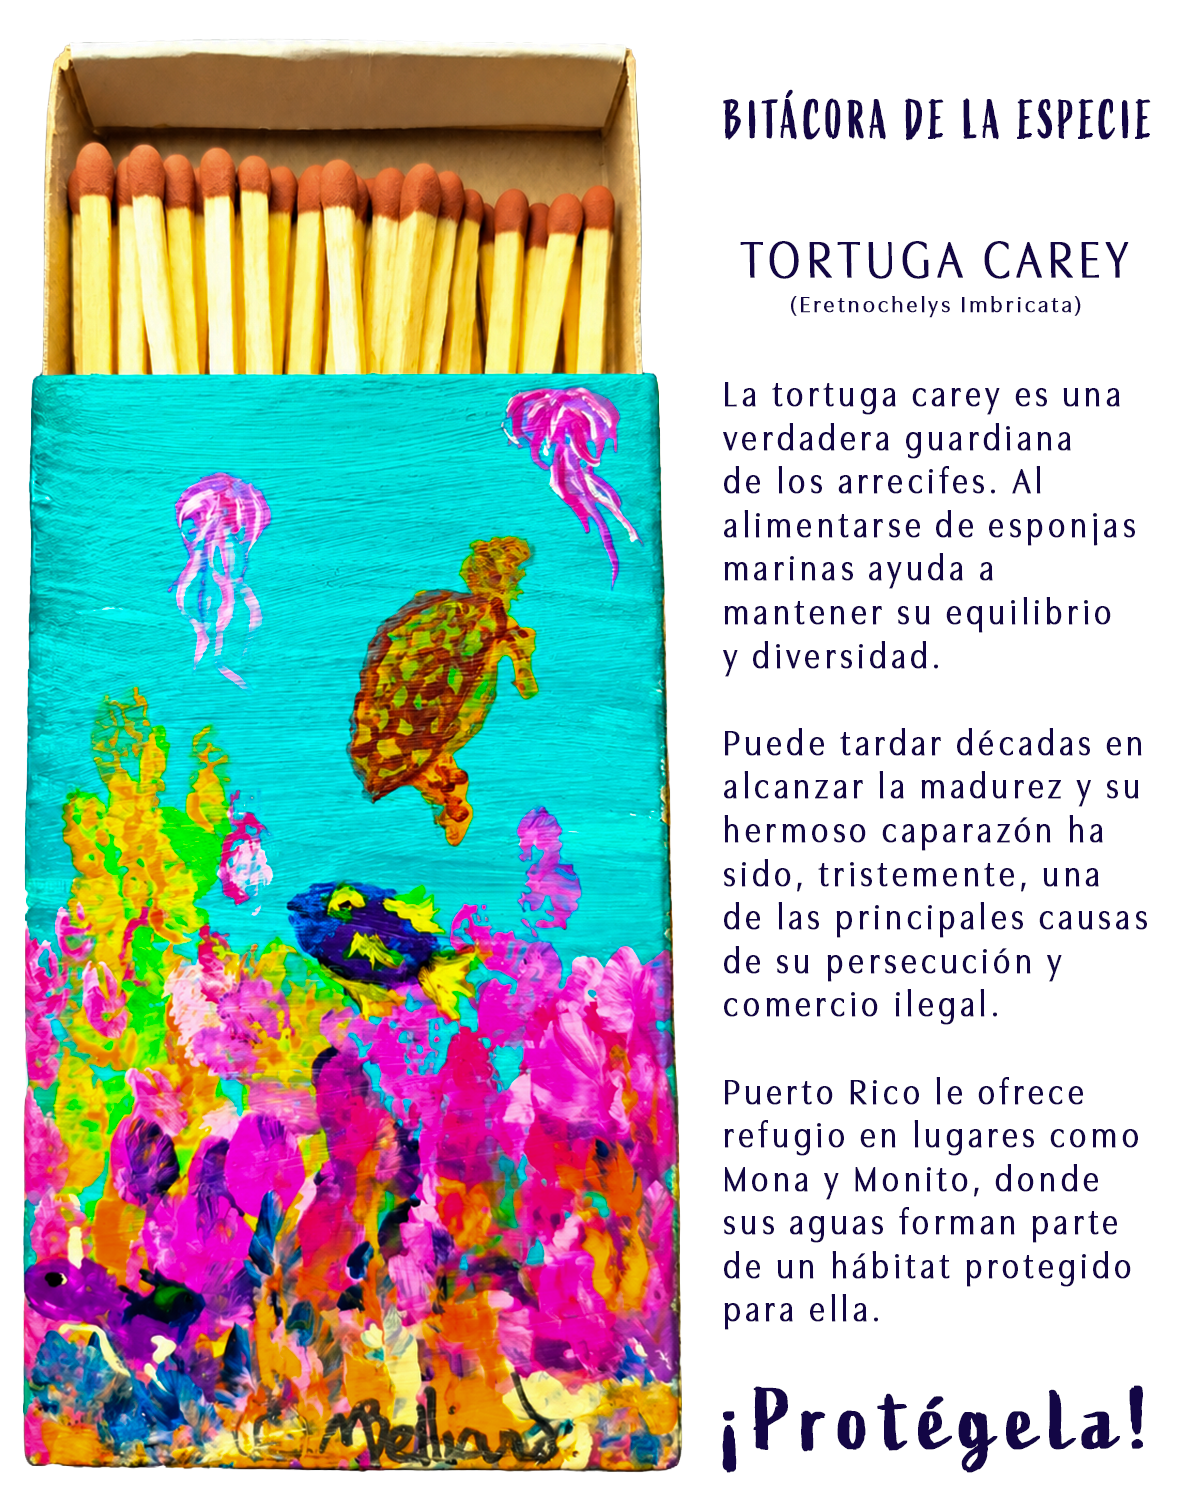 BITÁCORA DE LA ESPECIE
TORTUGA CAREY
(Eretnochelys Imbricata)
La tortuga carey es una
verdadera guardiana
de los arrecifes. Al
alimentarse de esponjas
marinas ayuda a
mantener su equilibrio
y diversidad.
Puede tardar décadas en
alcanzar la madurez y su
hermoso caparazón ha
sido, tristemente, una
de las principales causas
de su persecución y
comercio ilegal.
Puerto Rico le ofrece
refugio en lugares como
Mona y Monito, donde
sus aguas forman parte
de un hábitat protegido
para ella.
¡Protégela!
MBelliard